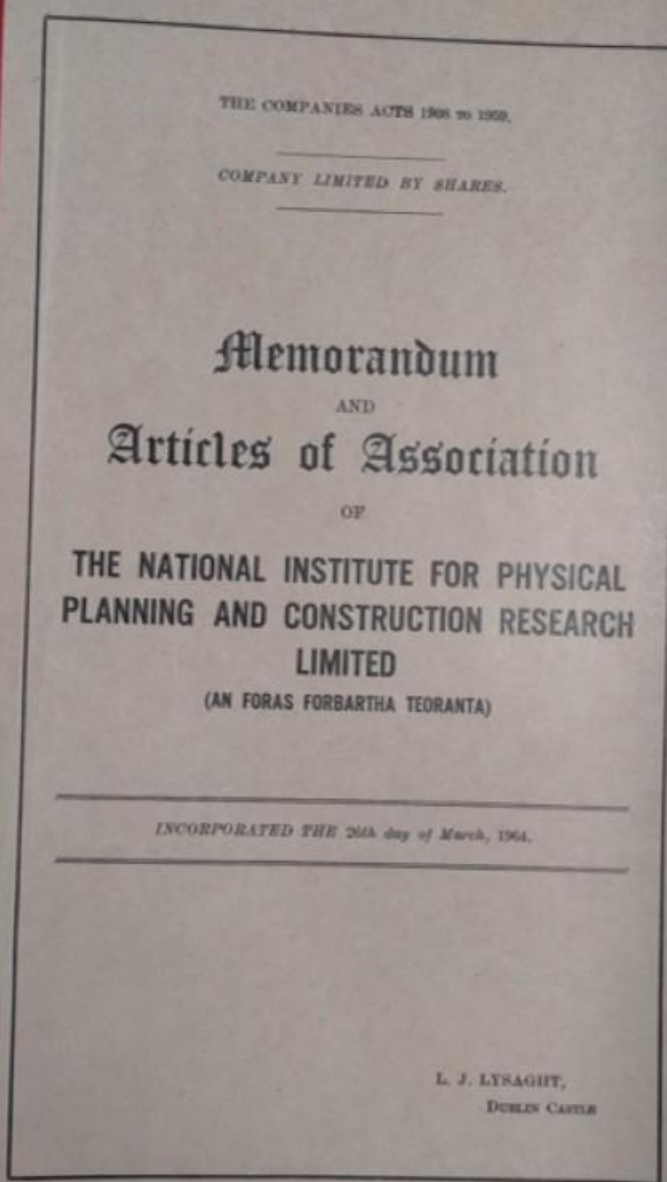 THE COMPANIES ACTS 1908 TO 1959.
COMPANY LIMITED BY SHARES.
Memorandum
AND
Articles of Association
OF
THE NATIONAL INSTITUTE FOR PHYSICAL
PLANNING AND CONSTRUCTION RESEARCH
LIMITED
(AN FORAS FORBARTHA TEORANTA)
INCORPORATED THE 26th day of March, 1964.
L. J. LYSAGHT,
DUBLIN CASTLE